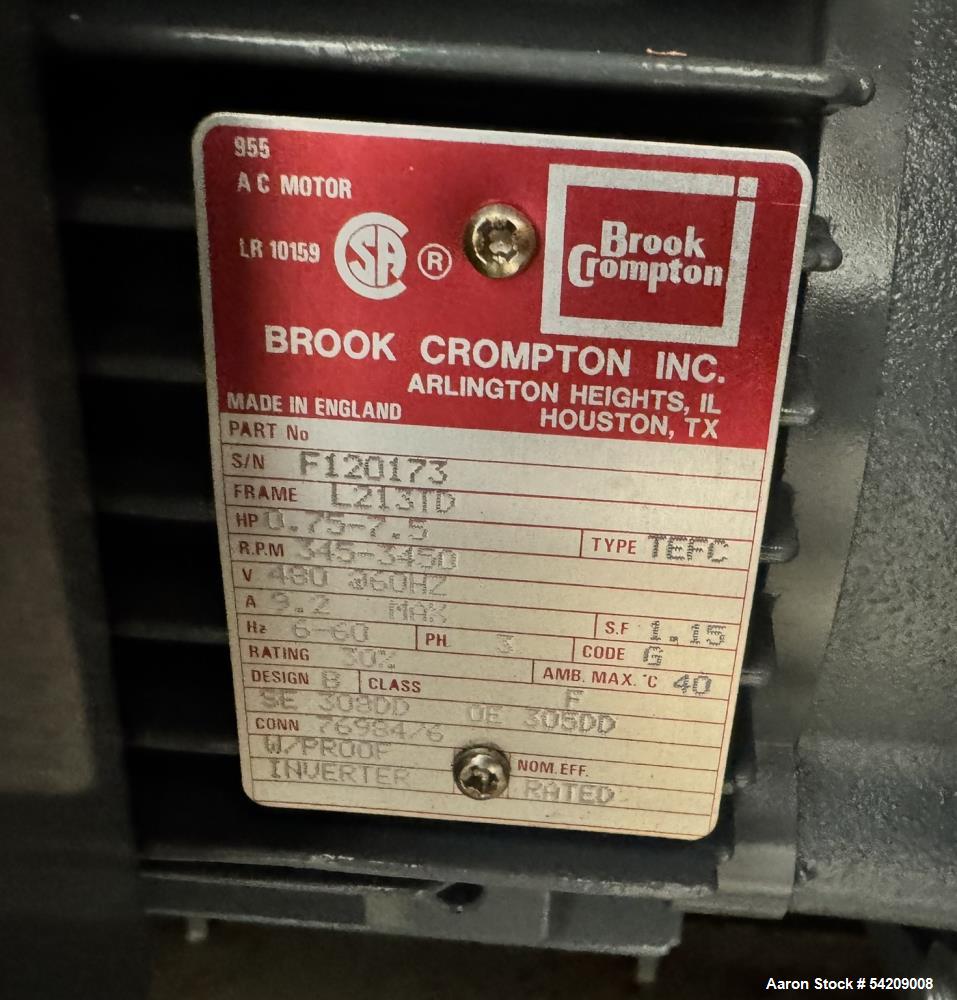 955
A C MOTOR
LR 10159 SA ®
Brook
Crompton
BROOK CROMPTON INC.
ARLINGTON HEIGHTS, IL
MADE IN ENGLAND HOUSTON, TX
PART No
S/N F120173
FRAME L213TD
HP 0.75-7.5 TYPE TEFC
R.P.M 345-3450
V 480 @60HZ
A 9.2 MAX S.F 1.15
Hz 6-60 PH 3 CODE
RATING 30% AMB. MAX. °C 40
DESIGN B CLASS F
SE 308DD OE 305DD
CONN 76984/6
W/PROOF NOM.EFF.
INVERTER RATED
Aaron Stock # 54209008